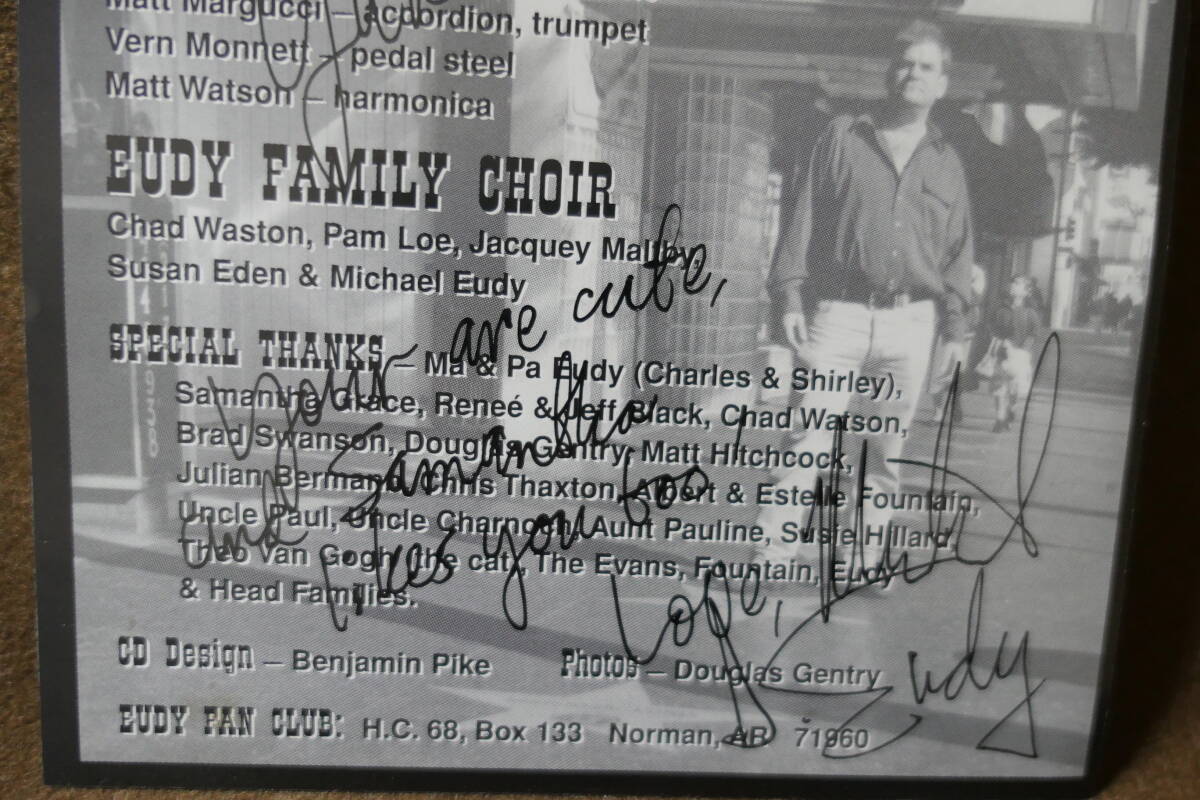 Matt Margucci – accordion, trumpet
Vern Monnett – pedal steel
Matt Watson – harmonica
EUDY FAMILY CHOIR
Chad Waston, Pam Loe, Jacquey Maltby,
Susan Eden & Michael Eudy
SPECIAL THANKS – Ma & Pa Eudy (Charles & Shirley),
Samantha Grace, Reneé & Jeff Black, Chad Watson,
Brad Swanson, Douglas Gentry, Matt Hitchcock,
Julian Bermand, Chris Thaxton, Albert & Estelle Fountain,
Uncle Paul, Uncle Charnogh, Aunt Pauline, Susie Hillard,
Theo Van Gogh the cat, The Evans, Fountain, Eudy
& Head Families.
CD Design – Benjamin Pike Photos – Douglas Gentry
EUDY FAN CLUB: H.C. 68, Box 133 Norman, AR 71960
your are cute,
and Samantha
likes you too
Love, Michael
Eudy